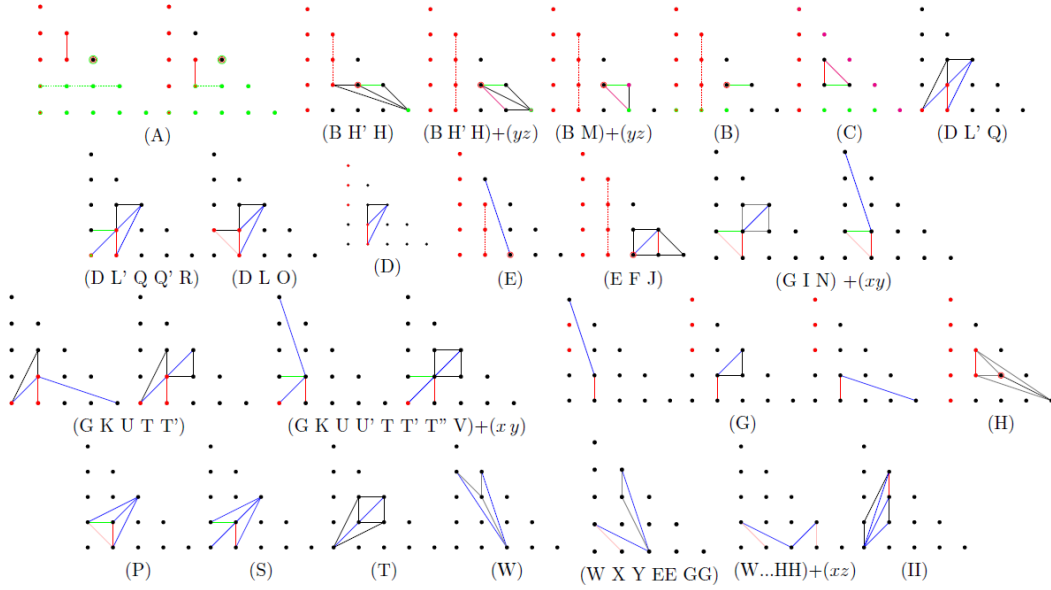 (A) (B H' H) (B H' H)+(yz) (B M)+(yz) (B) (C) (D L' Q)
(D L' Q Q' R) (D L O) (D) (E) (E F J) (G I N) +(xy)
(G K U T T') (G K U U' T T' T'' V)+(x y) (G) (H)
(P) (S) (T) (W) (W X Y EE GG) (W...HH)+(xz) (II)